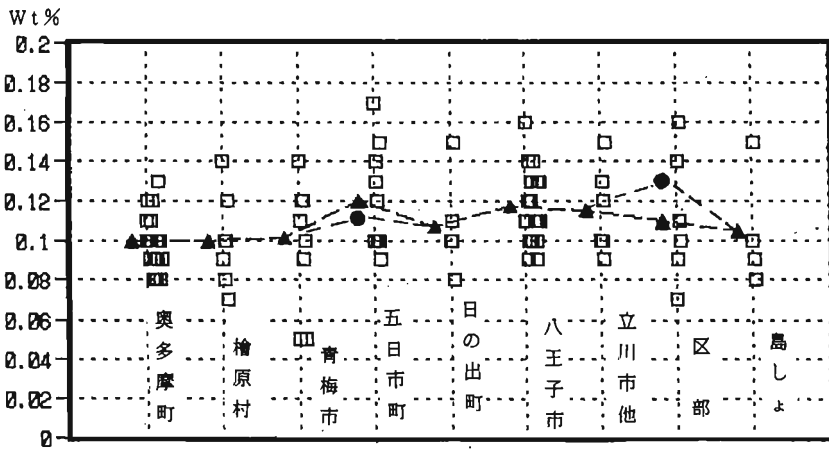 Wt%
0.2
0.18
0.16
0.14
0.12
0.1
0.08
0.06
0.04
0.02
0
奥多摩町
檜原村
青梅市
五日市町
日の出町
八王子市
立川市他
区部
島しょ